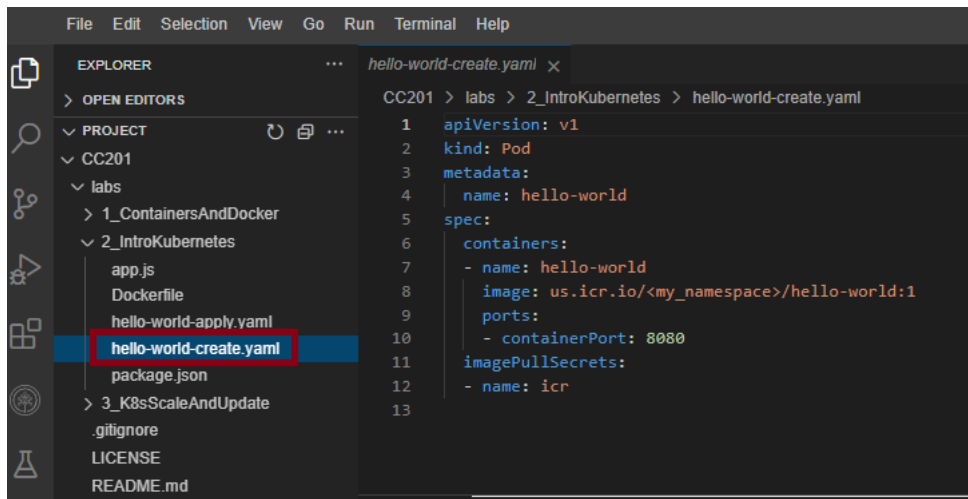 File Edit Selection View Go Run Terminal Help
EXPLORER ...
> OPEN EDITORS
PROJECT ...
CC201
labs
> 1_ContainersAndDocker
2_IntroKubernetes
app.js
Dockerfile
hello-world-apply.yaml
hello-world-create.yaml
package.json
> 3_K8sScaleAndUpdate
.gitignore
LICENSE
README.md
hello-world-create.yaml ×
CC201 > labs > 2_IntroKubernetes > hello-world-create.yaml
1 apiVersion: v1
2 kind: Pod
3 metadata:
4 name: hello-world
5 spec:
6 containers:
7 - name: hello-world
8 image: us.icr.io/<my_namespace>/hello-world:1
9 ports:
10 - containerPort: 8080
11 imagePullSecrets:
12 - name: icr
13